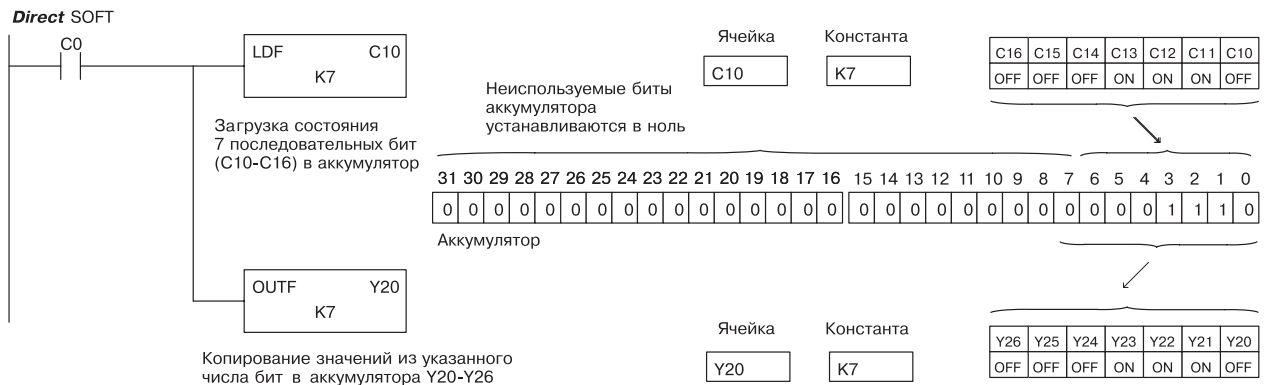 Direct SOFT
C0
LDF C10
K7
Загрузка состояния
7 последовательных бит
(C10-C16) в аккумулятор
Неиспользуемые биты
аккумулятора
устанавливаются в ноль
Ячейка Константа
C10 K7
C16 C15 C14 C13 C12 C11 C10
OFF OFF OFF ON ON ON OFF
31 30 29 28 27 26 25 24 23 22 21 20 19 18 17 16 15 14 13 12 11 10 9 8 7 6 5 4 3 2 1 0
0 0 0 0 0 0 0 0 0 0 0 0 0 0 0 0 0 0 0 0 0 0 0 0 0 0 0 0 1 1 1 0
Аккумулятор
OUTF Y20
K7
Копирование значений из указанного
числа бит в аккумулятора Y20-Y26
Ячейка Константа
Y20 K7
Y26 Y25 Y24 Y23 Y22 Y21 Y20
OFF OFF OFF ON ON ON OFF